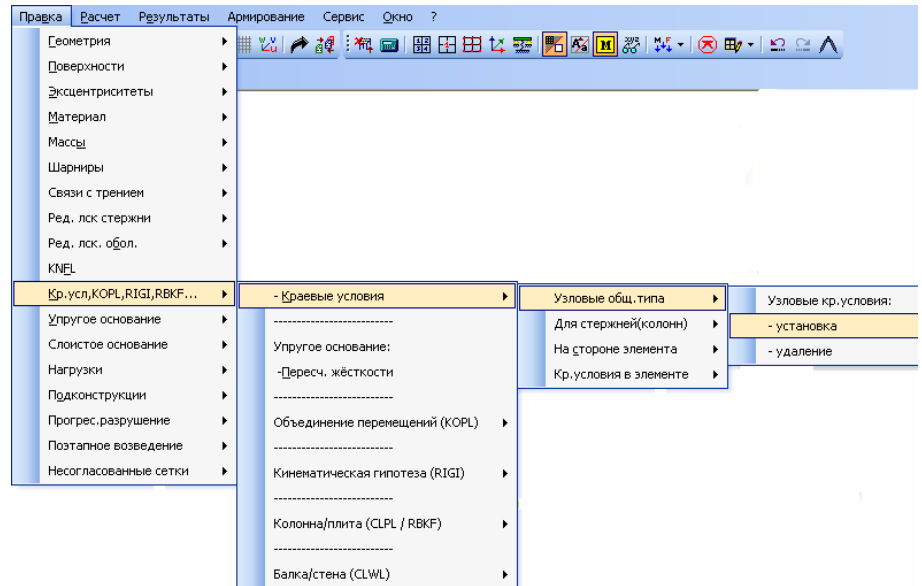 Правка Расчет Результаты Армирование Сервис Окно ?
Геометрия
Поверхности
Эксцентриситеты
Материал
Массы
Шарниры
Связи с трением
Ред. лск стержни
Ред. лск. обол.
KNFL
Кр.усл,KOPL,RIGI,RBKF...
Упругое основание
Слоистое основание
Нагрузки
Подконструкции
Прогрес.разрушение
Поэтапное возведение
Несогласованные сетки
- Краевые условия
--------------------------
Упругое основание:
-Пересч. жёсткости
--------------------------
Объединение перемещений (KOPL)
--------------------------
Кинематическая гипотеза (RIGI)
--------------------------
Колонна/плита (CLPL / RBKF)
--------------------------
Балка/стена (CLWL)
Узловые общ.типа
Для стержней(колонн)
На стороне элемента
Кр.условия в элементе
Узловые кр.условия:
- установка
- удаление